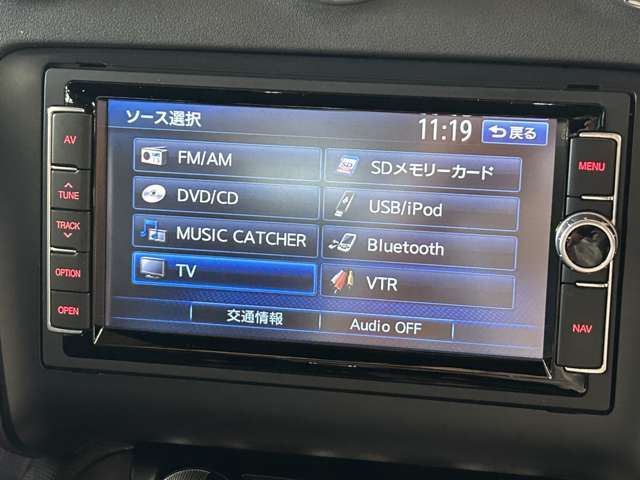 ソース選択
11:19
戻る
FM/AM
SDメモリーカード
DVD/CD
USB/iPod
MUSIC CATCHER
Bluetooth
TV
VTR
交通情報
Audio OFF
AV
TUNE
TRACK
OPTION
OPEN
MENU
NAV